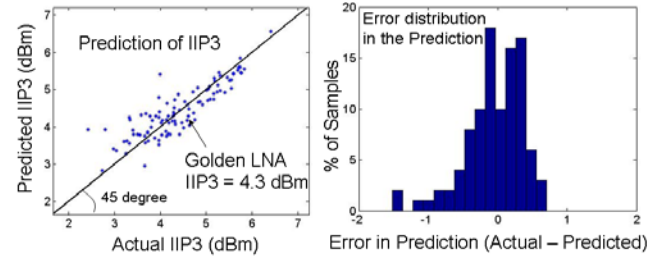 Prediction of IIP3
Predicted IIP3 (dBm)
7
6
5
4
3
2
Golden LNA
IIP3 = 4.3 dBm
45 degree
2 3 4 5 6 7
Actual IIP3 (dBm)
Error distribution
in the Prediction
% of Samples
20
15
10
5
0
-2 -1 0 1 2
Error in Prediction (Actual – Predicted)